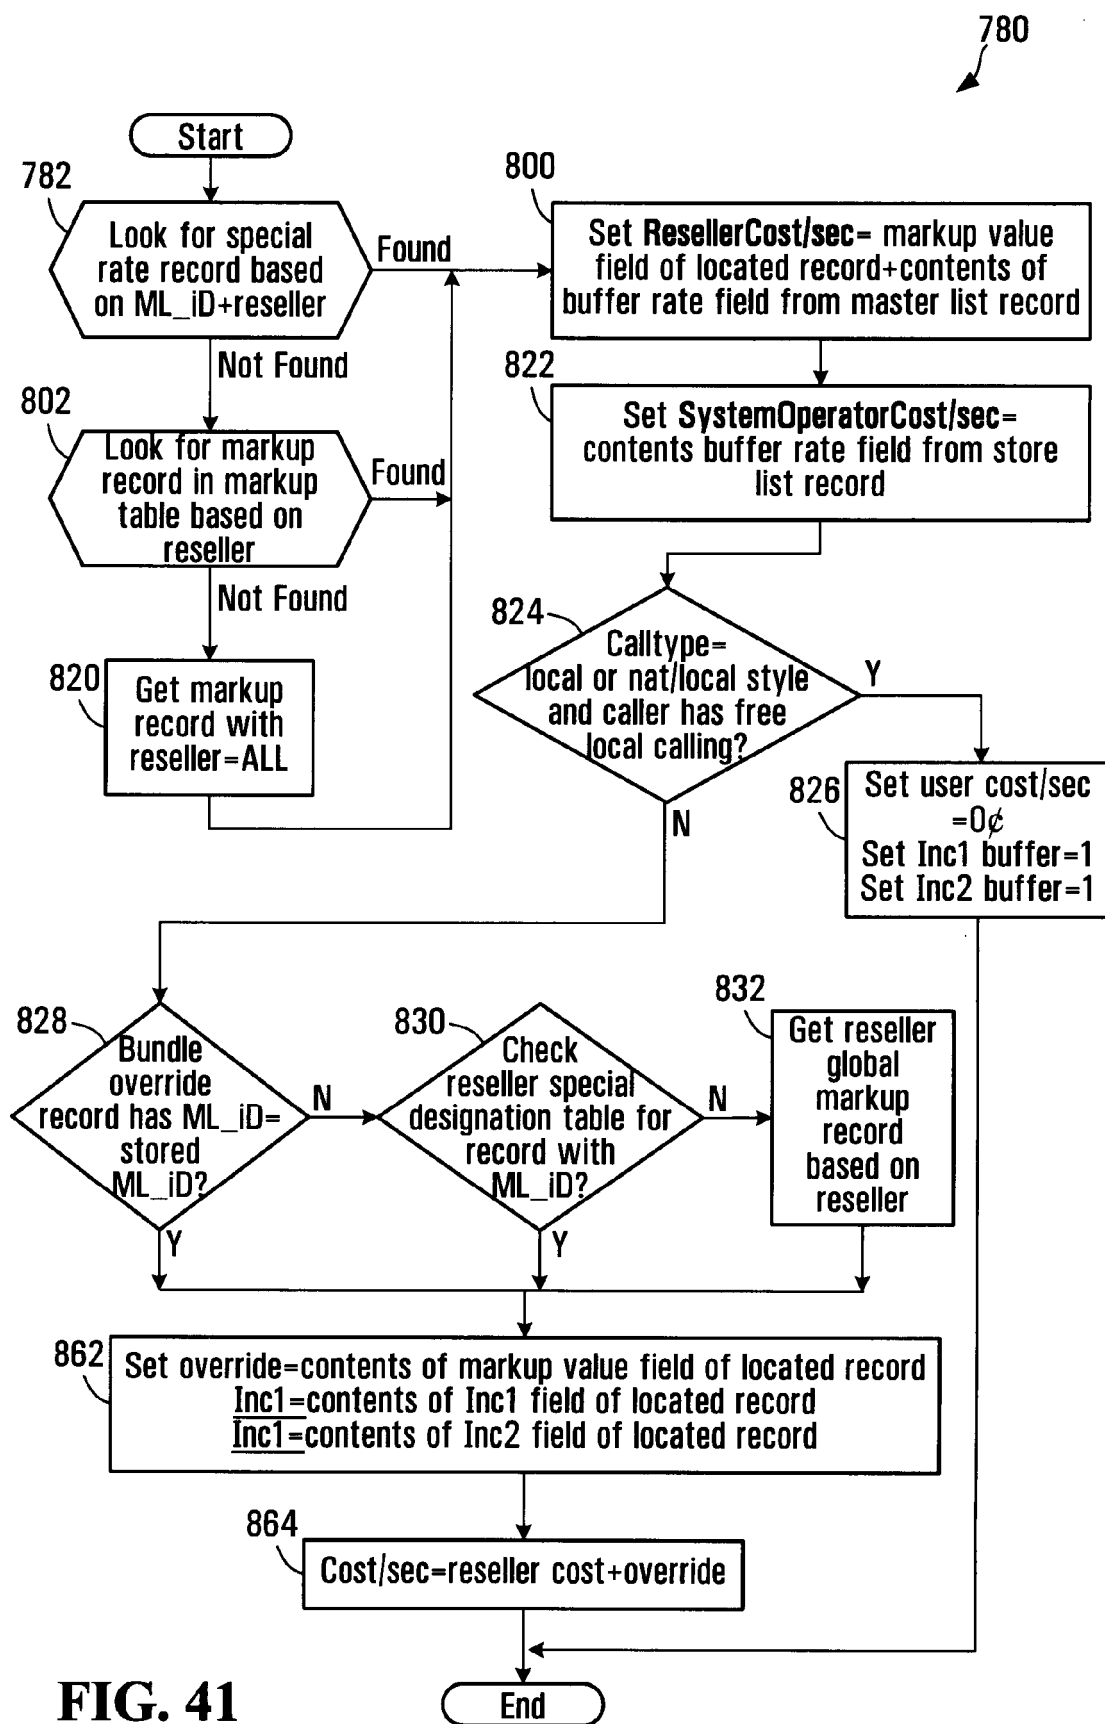 780
Start
782
Look for special
rate record based
on ML_iD+reseller
Found
Not Found
802
Look for markup
record in markup
table based on
reseller
Found
Not Found
820
Get markup
record with
reseller=ALL
800
Set ResellerCost/sec= markup value
field of located record+contents of
buffer rate field from master list record
822
Set SystemOperatorCost/sec=
contents buffer rate field from store
list record
824
Calltype=
local or nat/local style
and caller has free
local calling?
Y
N
826
Set user cost/sec
=0¢
Set Inc1 buffer=1
Set Inc2 buffer=1
828
Bundle
override
record has ML_iD=
stored
ML_iD?
N
Y
830
Check
reseller special
designation table for
record with
ML_iD?
N
Y
832
Get reseller
global
markup
record
based on
reseller
862
Set override=contents of markup value field of located record
Inc1=contents of Inc1 field of located record
Inc1=contents of Inc2 field of located record
864
Cost/sec=reseller cost+override
End
FIG. 41